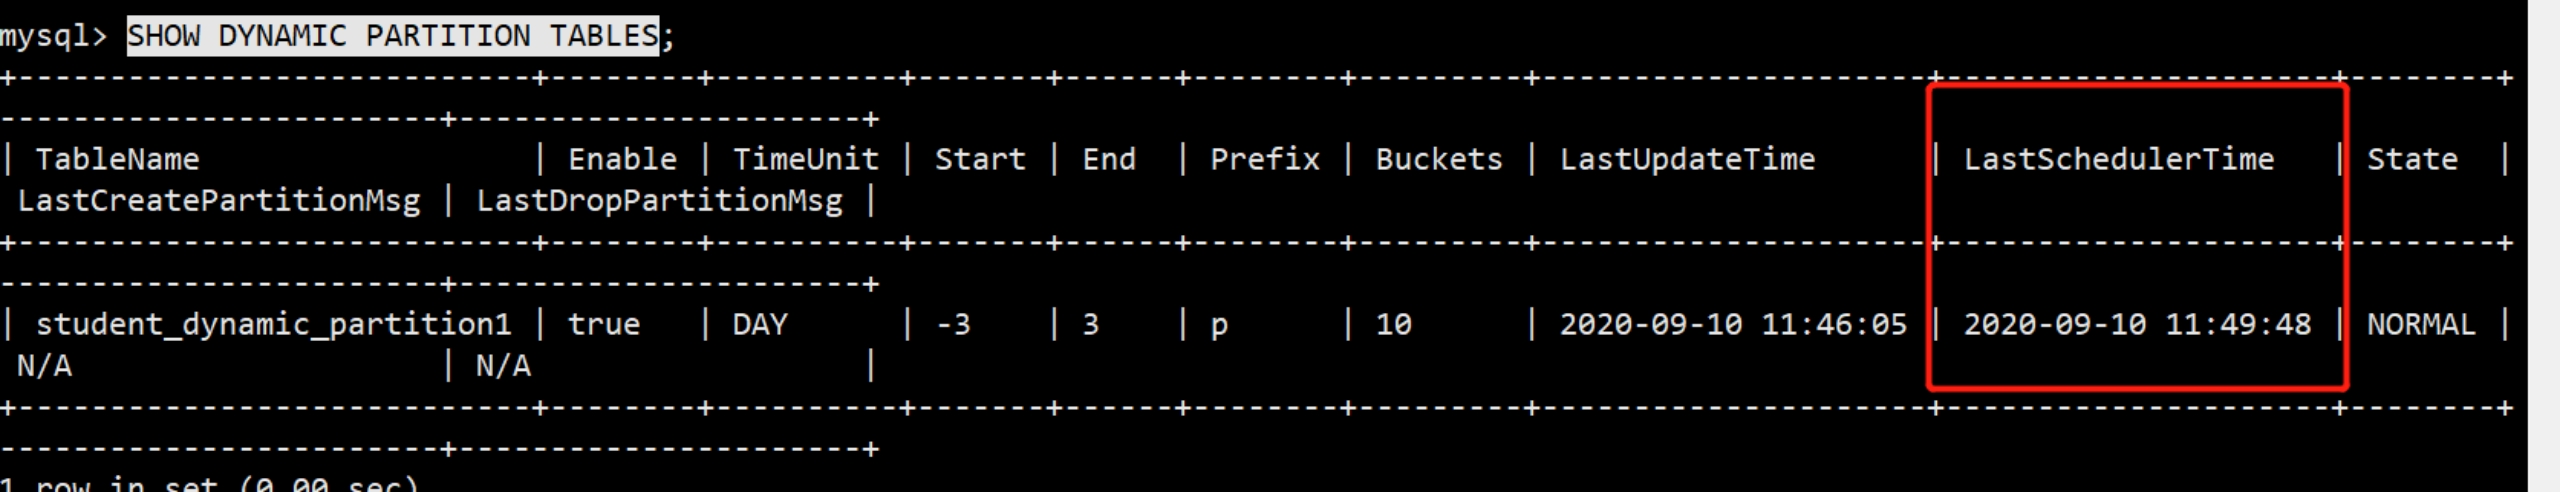 mysql> SHOW DYNAMIC PARTITION TABLES;
+----------------------------+--------+----------+-------+------+--------+---------+---------------------+---------------------+--------+
------------------------+----------------------+
| TableName                  | Enable | TimeUnit | Start | End  | Prefix | Buckets | LastUpdateTime      | LastSchedulerTime   | State  |
 LastCreatePartitionMsg | LastDropPartitionMsg |
+----------------------------+--------+----------+-------+------+--------+---------+---------------------+---------------------+--------+
------------------------+----------------------+
| student_dynamic_partition1 | true   | DAY      | -3    | 3    | p      | 10      | 2020-09-10 11:46:05 | 2020-09-10 11:49:48 | NORMAL |
 N/A                    | N/A                  |
+----------------------------+--------+----------+-------+------+--------+---------+---------------------+---------------------+--------+
------------------------+----------------------+
1 row in set (0.00 sec)